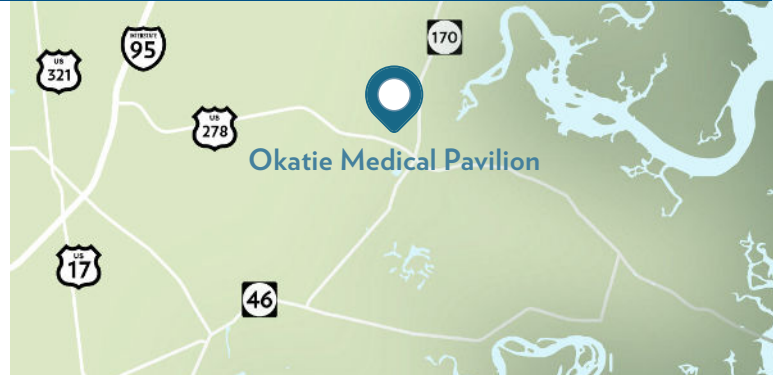 INTERSTATE
95
170
US
321
US
278
Okatie Medical Pavilion
US
17
46